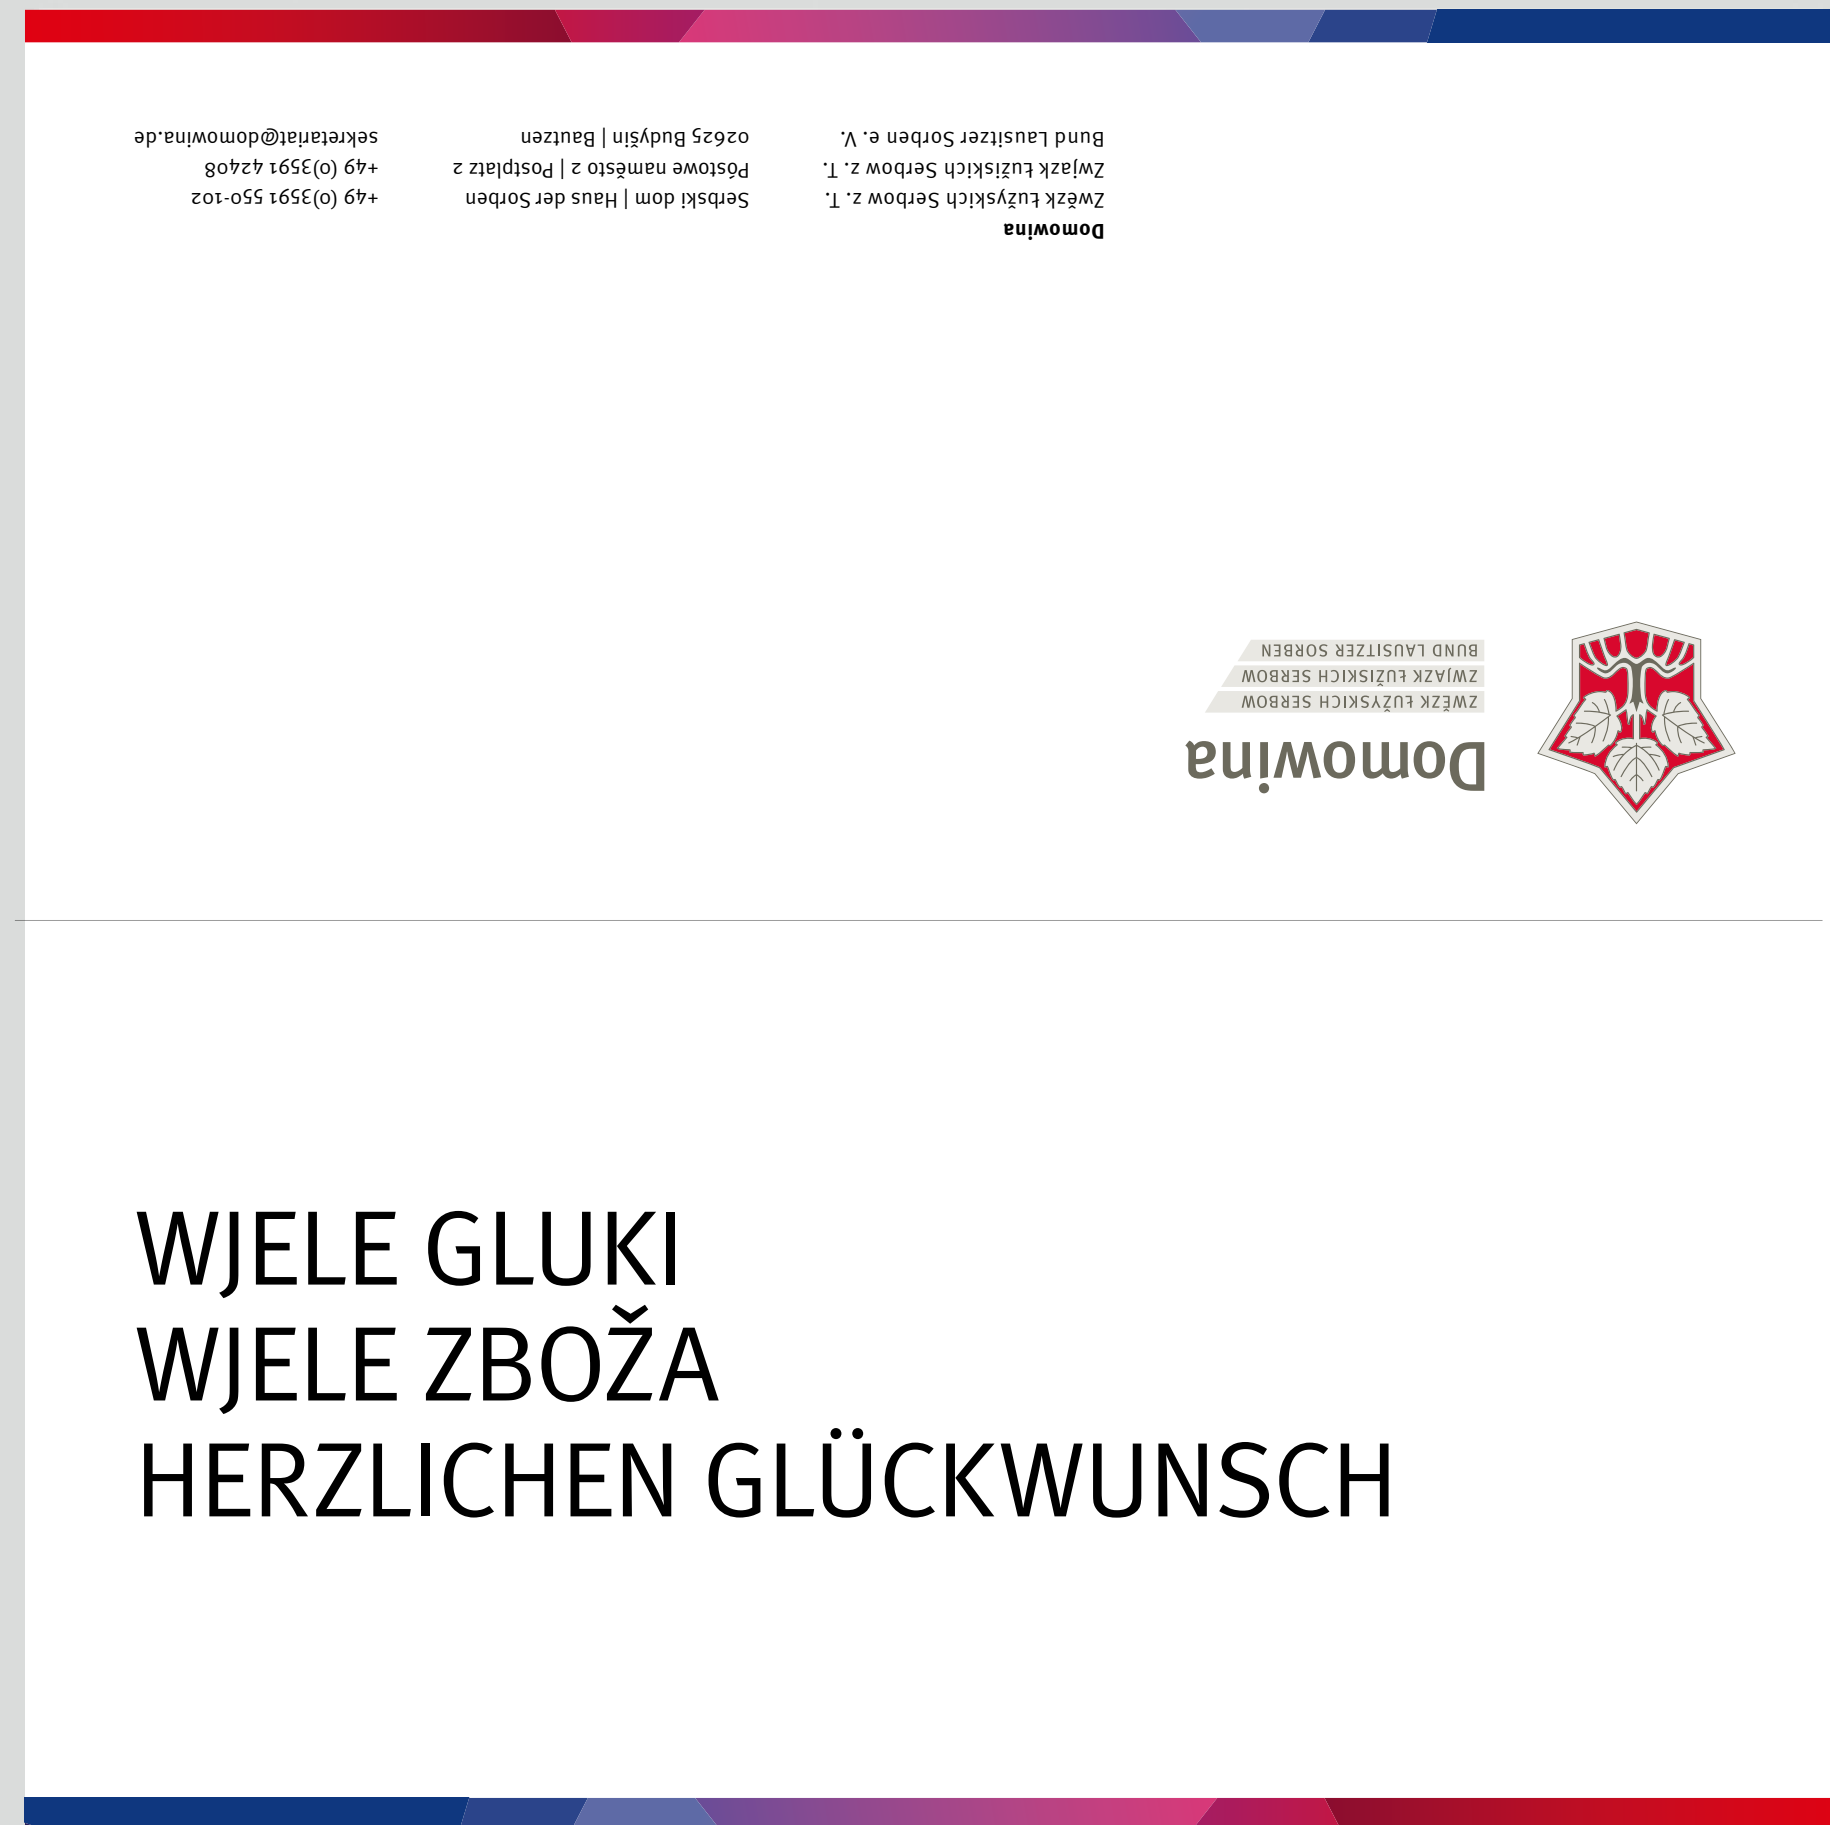 Domowina
Zwězk Łužyskich Serbow z. T.
Zwjazk Łužiskich Serbow z. T.
Bund Lausitzer Sorben e. V.
Serbski dom | Haus der Sorben
Póstowe naměsto 2 | Postplatz 2
02625 Budyšin | Bautzen
+49 (0)3591 550-102
+49 (0)3591 42408
sekretariat@domowina.de
Domowina
ZWĚZK ŁUŽYSKICH SERBOW
ZWJAZK ŁUŽISKICH SERBOW
BUND LAUSITZER SORBEN
WJELE GLUKI
WJELE ZBOŽA
HERZLICHEN GLÜCKWUNSCH